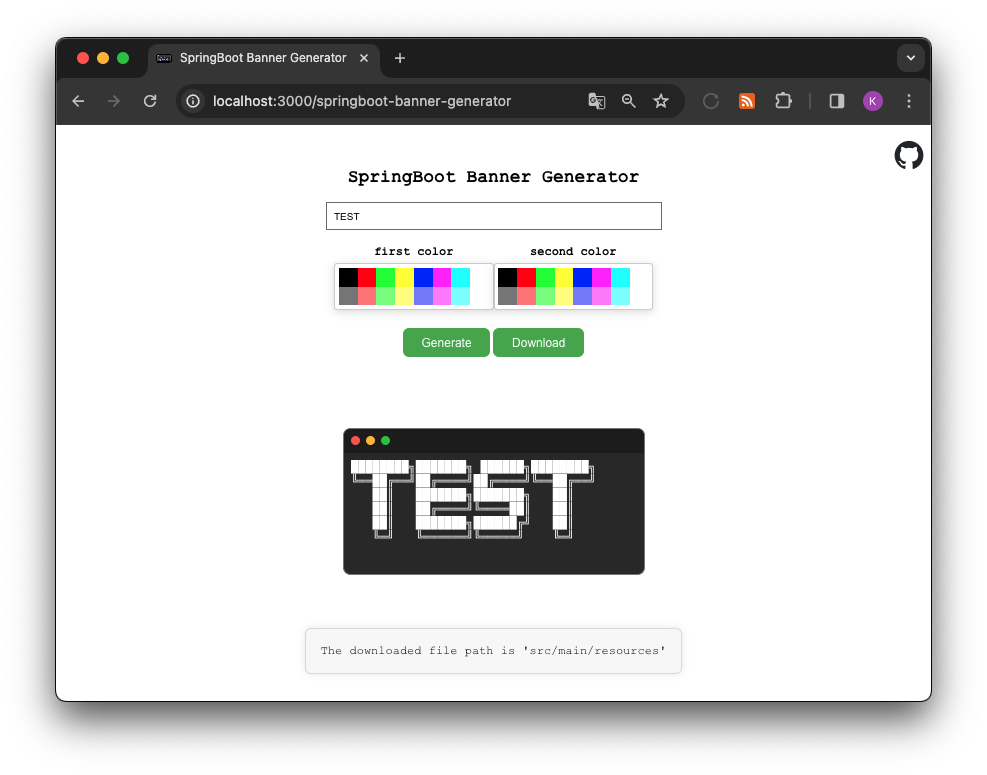 SpringBoot Banner Generator
localhost:3000/springboot-banner-generator
K
SpringBoot Banner Generator
TEST
first color second color
Generate Download
TEST
The downloaded file path is 'src/main/resources'